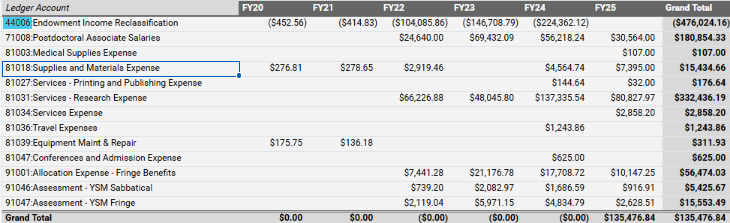 Ledger Account FY20 FY21 FY22 FY23 FY24 FY25 Grand Total
44006:Endowment Income Reclassification ($452.56) ($414.83) ($104,085.86) ($146,708.79) ($224,362.12) ($476,024.16)
71008:Postdoctoral Associate Salaries $24,640.00 $69,432.09 $56,218.24 $30,564.00 $180,854.33
81003:Medical Supplies Expense $107.00 $107.00
81018:Supplies and Materials Expense $276.81 $278.65 $2,919.46 $4,564.74 $7,395.00 $15,434.66
81027:Services - Printing and Publishing Expense $144.64 $32.00 $176.64
81031:Services - Research Expense $66,226.88 $48,045.80 $137,335.54 $80,827.97 $332,436.19
81034:Services Expense $2,858.20 $2,858.20
81036:Travel Expenses $1,243.86 $1,243.86
81039:Equipment Maint & Repair $175.75 $136.18 $311.93
81047:Conferences and Admission Expense $625.00 $625.00
91001:Allocation Expense - Fringe Benefits $7,441.28 $21,176.78 $17,708.72 $10,147.25 $56,474.03
91046:Assessment - YSM Sabbatical $739.20 $2,082.97 $1,686.59 $916.91 $5,425.67
91047:Assessment - YSM Fringe $2,119.04 $5,971.15 $4,834.79 $2,628.51 $15,553.49
Grand Total $0.00 $0.00 ($0.00) ($0.00) ($0.00) $135,476.84 $135,476.84